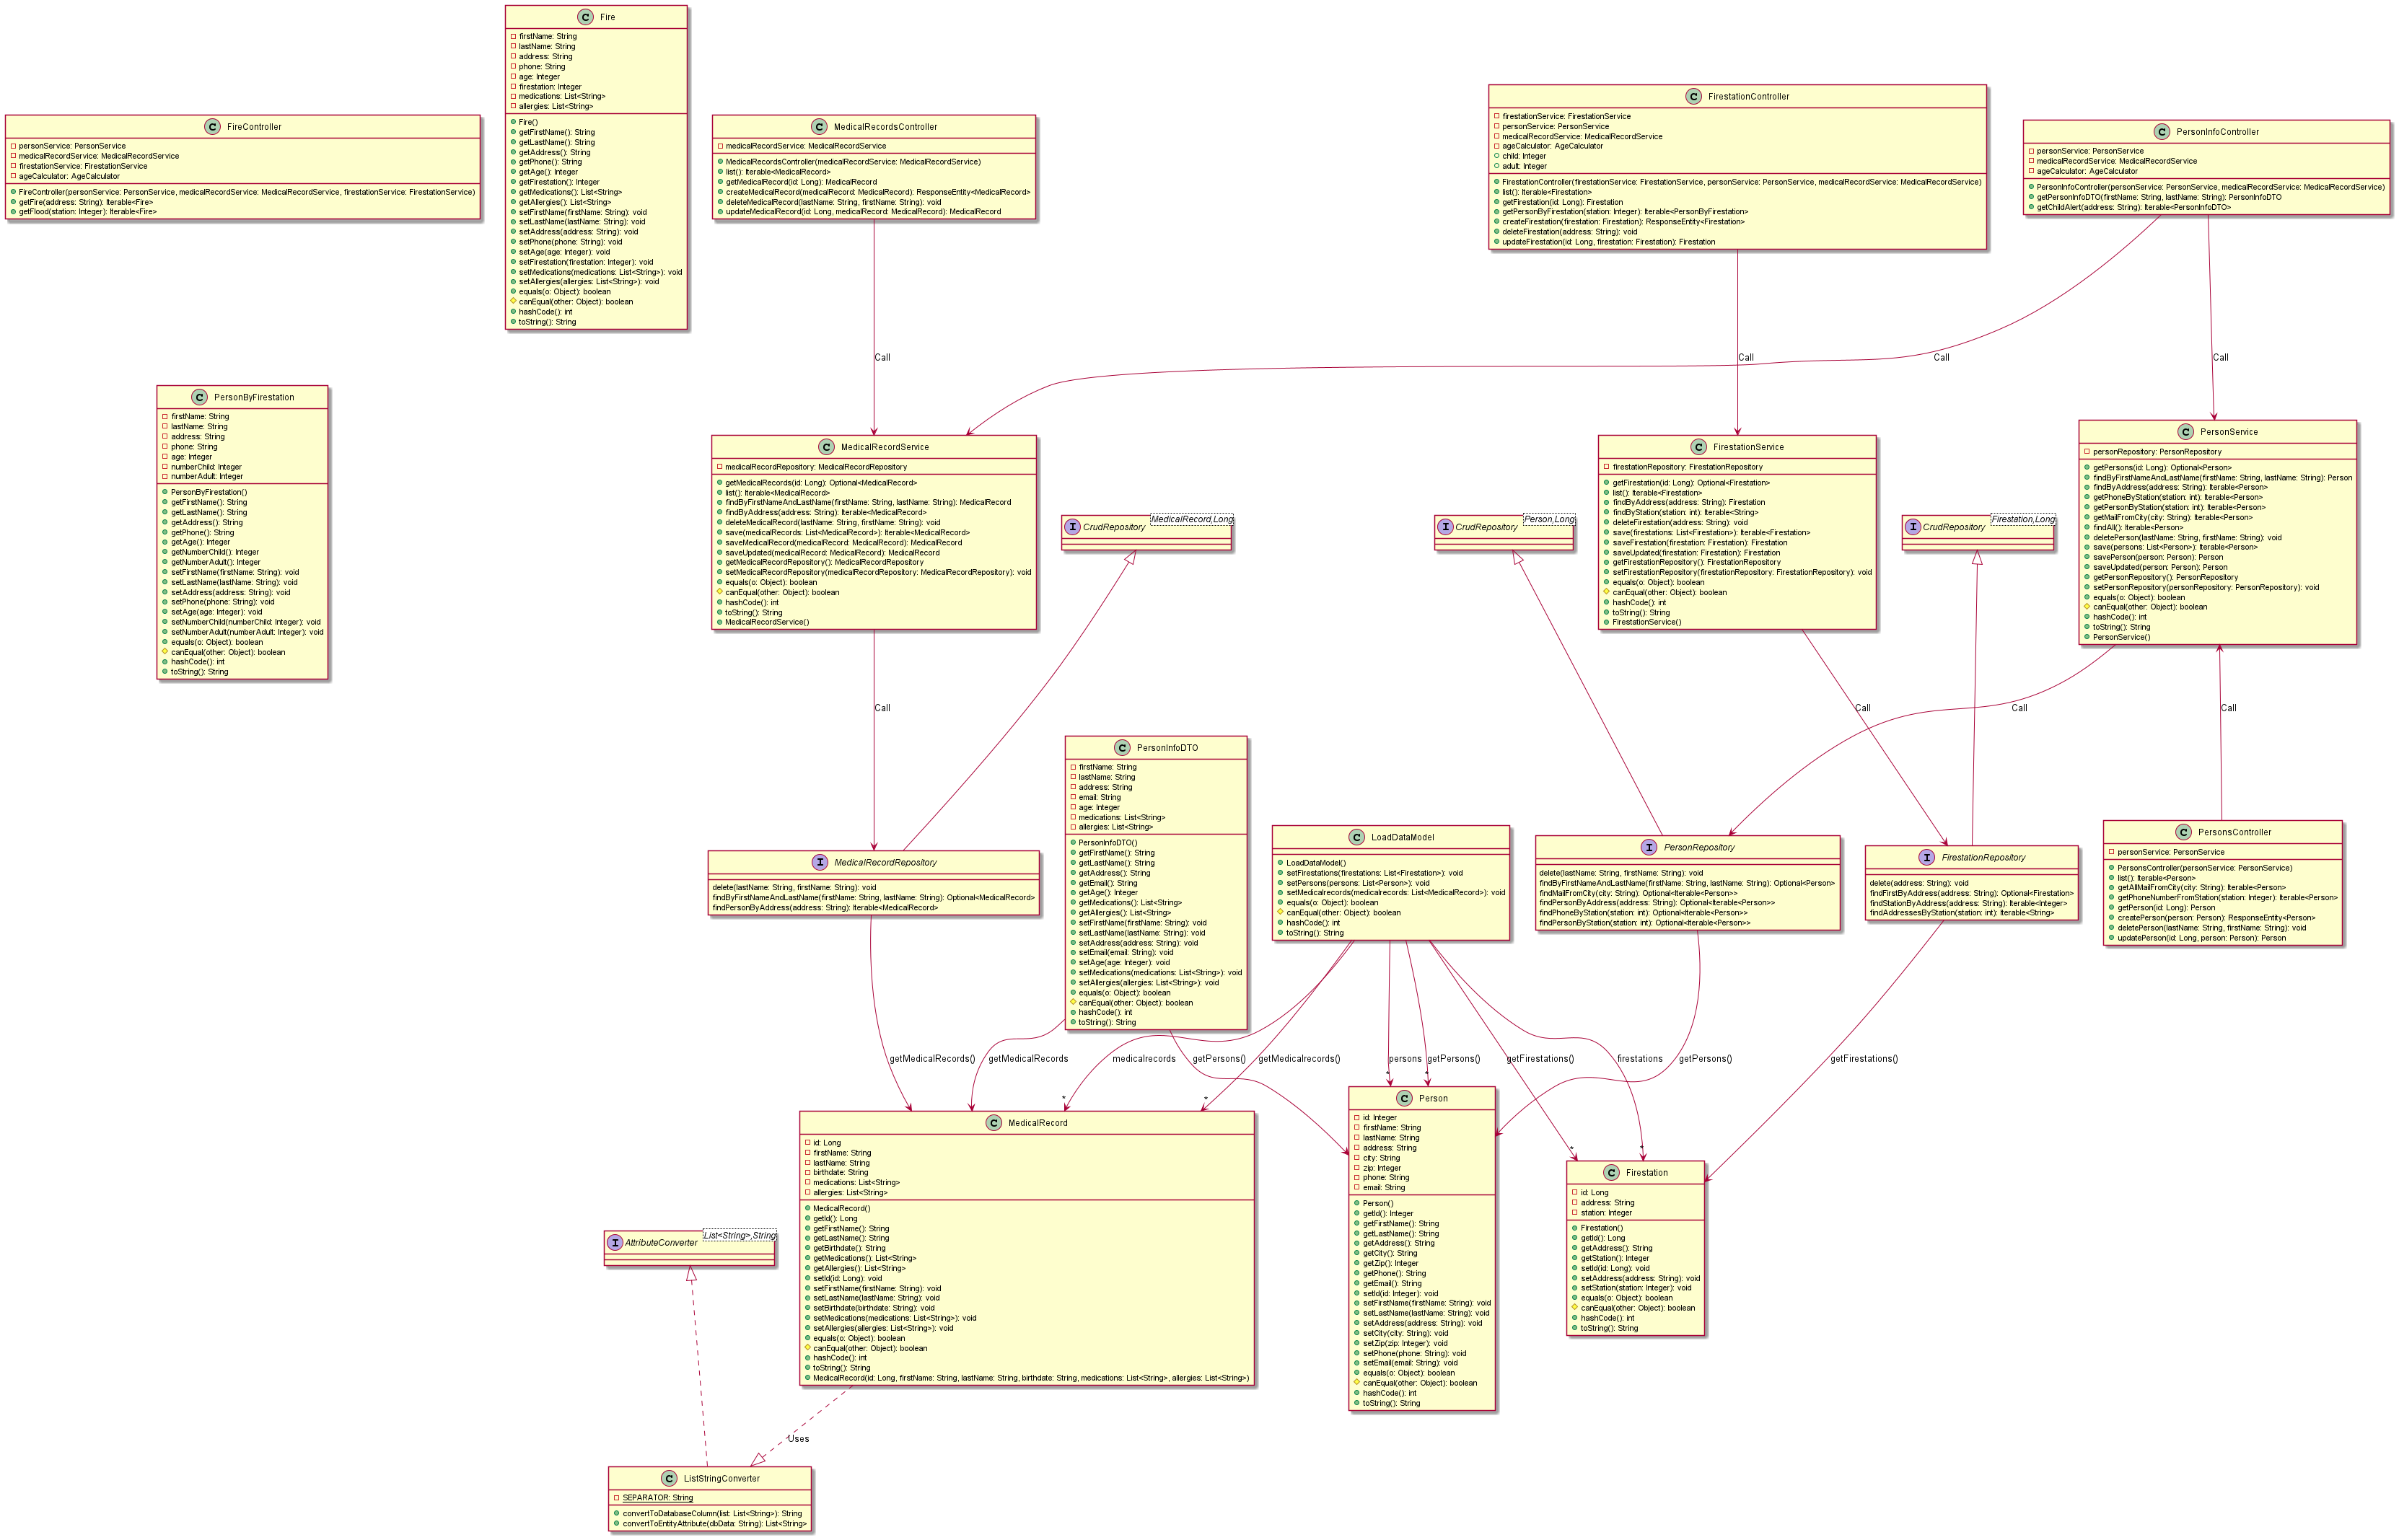 FireController
personService: PersonService
medicalRecordService: MedicalRecordService
firestationService: FirestationService
ageCalculator: AgeCalculator
FireController(personService: PersonService, medicalRecordService: MedicalRecordService, firestationService: FirestationService)
getFire(address: String): Iterable<Fire>
getFlood(station: Integer): Iterable<Fire>
Fire
firstName: String
lastName: String
address: String
phone: String
age: Integer
firestation: Integer
medications: List<String>
allergies: List<String>
Fire()
getFirstName(): String
getLastName(): String
getAddress(): String
getPhone(): String
getAge(): Integer
getFirestation(): Integer
getMedications(): List<String>
getAllergies(): List<String>
setFirstName(firstName: String): void
setLastName(lastName: String): void
setAddress(address: String): void
setPhone(phone: String): void
setAge(age: Integer): void
setFirestation(firestation: Integer): void
setMedications(medications: List<String>): void
setAllergies(allergies: List<String>): void
equals(o: Object): boolean
canEqual(other: Object): boolean
hashCode(): int
toString(): String
MedicalRecordsController
medicalRecordService: MedicalRecordService
MedicalRecordsController(medicalRecordService: MedicalRecordService)
list(): Iterable<MedicalRecord>
getMedicalRecord(id: Long): MedicalRecord
createMedicalRecord(medicalRecord: MedicalRecord): ResponseEntity<MedicalRecord>
deleteMedicalRecord(lastName: String, firstName: String): void
updateMedicalRecord(id: Long, medicalRecord: MedicalRecord): MedicalRecord
FirestationController
firestationService: FirestationService
personService: PersonService
medicalRecordService: MedicalRecordService
ageCalculator: AgeCalculator
child: Integer
adult: Integer
FirestationController(firestationService: FirestationService, personService: PersonService, medicalRecordService: MedicalRecordService)
list(): Iterable<Firestation>
getFirestation(id: Long): Firestation
getPersonByFirestation(station: Integer): Iterable<PersonByFirestation>
createFirestation(firestation: Firestation): ResponseEntity<Firestation>
deleteFirestation(address: String): void
updateFirestation(id: Long, firestation: Firestation): Firestation
PersonInfoController
personService: PersonService
medicalRecordService: MedicalRecordService
ageCalculator: AgeCalculator
PersonInfoController(personService: PersonService, medicalRecordService: MedicalRecordService)
getPersonInfoDTO(firstName: String, lastName: String): PersonInfoDTO
getChildAlert(address: String): Iterable<PersonInfoDTO>
Call
Call
Call
Call
PersonByFirestation
firstName: String
lastName: String
address: String
phone: String
age: Integer
numberChild: Integer
numberAdult: Integer
PersonByFirestation()
getFirstName(): String
getLastName(): String
getAddress(): String
getPhone(): String
getAge(): Integer
getNumberChild(): Integer
getNumberAdult(): Integer
setFirstName(firstName: String): void
setLastName(lastName: String): void
setAddress(address: String): void
setPhone(phone: String): void
setAge(age: Integer): void
setNumberChild(numberChild: Integer): void
setNumberAdult(numberAdult: Integer): void
equals(o: Object): boolean
canEqual(other: Object): boolean
hashCode(): int
toString(): String
MedicalRecordService
medicalRecordRepository: MedicalRecordRepository
getMedicalRecords(id: Long): Optional<MedicalRecord>
list(): Iterable<MedicalRecord>
findByFirstNameAndLastName(firstName: String, lastName: String): MedicalRecord
findByAddress(address: String): Iterable<MedicalRecord>
deleteMedicalRecord(lastName: String, firstName: String): void
save(medicalRecords: List<MedicalRecord>): Iterable<MedicalRecord>
saveMedicalRecord(medicalRecord: MedicalRecord): MedicalRecord
saveUpdated(medicalRecord: MedicalRecord): MedicalRecord
getMedicalRecordRepository(): MedicalRecordRepository
setMedicalRecordRepository(medicalRecordRepository: MedicalRecordRepository): void
equals(o: Object): boolean
canEqual(other: Object): boolean
hashCode(): int
toString(): String
MedicalRecordService()
CrudRepository
MedicalRecord,Long
CrudRepository
Person,Long
FirestationService
firestationRepository: FirestationRepository
getFirestation(id: Long): Optional<Firestation>
list(): Iterable<Firestation>
findByAddress(address: String): Firestation
findByStation(station: int): Iterable<String>
deleteFirestation(address: String): void
save(firestations: List<Firestation>): Iterable<Firestation>
saveFirestation(firestation: Firestation): Firestation
saveUpdated(firestation: Firestation): Firestation
getFirestationRepository(): FirestationRepository
setFirestationRepository(firestationRepository: FirestationRepository): void
equals(o: Object): boolean
canEqual(other: Object): boolean
hashCode(): int
toString(): String
FirestationService()
CrudRepository
Firestation,Long
PersonService
personRepository: PersonRepository
getPersons(id: Long): Optional<Person>
findByFirstNameAndLastName(firstName: String, lastName: String): Person
findByAddress(address: String): Iterable<Person>
getPhoneByStation(station: int): Iterable<Person>
getPersonByStation(station: int): Iterable<Person>
getMailFromCity(city: String): Iterable<Person>
findAll(): Iterable<Person>
deletePerson(lastName: String, firstName: String): void
save(persons: List<Person>): Iterable<Person>
savePerson(person: Person): Person
saveUpdated(person: Person): Person
getPersonRepository(): PersonRepository
setPersonRepository(personRepository: PersonRepository): void
equals(o: Object): boolean
canEqual(other: Object): boolean
hashCode(): int
toString(): String
PersonService()
Call
Call
Call
Call
MedicalRecordRepository
delete(lastName: String, firstName: String): void
findByFirstNameAndLastName(firstName: String, lastName: String): Optional<MedicalRecord>
findPersonByAddress(address: String): Iterable<MedicalRecord>
PersonInfoDTO
firstName: String
lastName: String
address: String
email: String
age: Integer
medications: List<String>
allergies: List<String>
PersonInfoDTO()
getFirstName(): String
getLastName(): String
getAddress(): String
getEmail(): String
getAge(): Integer
getMedications(): List<String>
getAllergies(): List<String>
setFirstName(firstName: String): void
setLastName(lastName: String): void
setAddress(address: String): void
setEmail(email: String): void
setAge(age: Integer): void
setMedications(medications: List<String>): void
setAllergies(allergies: List<String>): void
equals(o: Object): boolean
canEqual(other: Object): boolean
hashCode(): int
toString(): String
LoadDataModel
LoadDataModel()
setFirestations(firestations: List<Firestation>): void
setPersons(persons: List<Person>): void
setMedicalrecords(medicalrecords: List<MedicalRecord>): void
equals(o: Object): boolean
canEqual(other: Object): boolean
hashCode(): int
toString(): String
PersonRepository
delete(lastName: String, firstName: String): void
findByFirstNameAndLastName(firstName: String, lastName: String): Optional<Person>
findMailFromCity(city: String): Optional<Iterable<Person>>
findPersonByAddress(address: String): Optional<Iterable<Person>>
findPhoneByStation(station: int): Optional<Iterable<Person>>
findPersonByStation(station: int): Optional<Iterable<Person>>
FirestationRepository
delete(address: String): void
findFirstByAddress(address: String): Optional<Firestation>
findStationByAddress(address: String): Iterable<Integer>
findAddressesByStation(station: int): Iterable<String>
PersonsController
personService: PersonService
PersonsController(personService: PersonService)
list(): Iterable<Person>
getAllMailFromCity(city: String): Iterable<Person>
getPhoneNumberFromStation(station: Integer): Iterable<Person>
getPerson(id: Long): Person
createPerson(person: Person): ResponseEntity<Person>
deletePerson(lastName: String, firstName: String): void
updatePerson(id: Long, person: Person): Person
getMedicalRecords()
getMedicalRecords
medicalrecords
getPersons()
getMedicalrecords()
persons
getPersons()
getFirestations()
firestations
getPersons()
getFirestations()
*
*
*
*
*
*
MedicalRecord
id: Long
firstName: String
lastName: String
birthdate: String
medications: List<String>
allergies: List<String>
MedicalRecord()
getId(): Long
getFirstName(): String
getLastName(): String
getBirthdate(): String
getMedications(): List<String>
getAllergies(): List<String>
setId(id: Long): void
setFirstName(firstName: String): void
setLastName(lastName: String): void
setBirthdate(birthdate: String): void
setMedications(medications: List<String>): void
setAllergies(allergies: List<String>): void
equals(o: Object): boolean
canEqual(other: Object): boolean
hashCode(): int
toString(): String
MedicalRecord(id: Long, firstName: String, lastName: String, birthdate: String, medications: List<String>, allergies: List<String>)
Person
id: Integer
firstName: String
lastName: String
address: String
city: String
zip: Integer
phone: String
email: String
Person()
getId(): Integer
getFirstName(): String
getLastName(): String
getAddress(): String
getCity(): String
getZip(): Integer
getPhone(): String
getEmail(): String
setId(id: Integer): void
setFirstName(firstName: String): void
setLastName(lastName: String): void
setAddress(address: String): void
setCity(city: String): void
setZip(zip: Integer): void
setPhone(phone: String): void
setEmail(email: String): void
equals(o: Object): boolean
canEqual(other: Object): boolean
hashCode(): int
toString(): String
Firestation
id: Long
address: String
station: Integer
Firestation()
getId(): Long
getAddress(): String
getStation(): Integer
setId(id: Long): void
setAddress(address: String): void
setStation(station: Integer): void
equals(o: Object): boolean
canEqual(other: Object): boolean
hashCode(): int
toString(): String
AttributeConverter
List<String>,String
Uses
ListStringConverter
SEPARATOR: String
convertToDatabaseColumn(list: List<String>): String
convertToEntityAttribute(dbData: String): List<String>